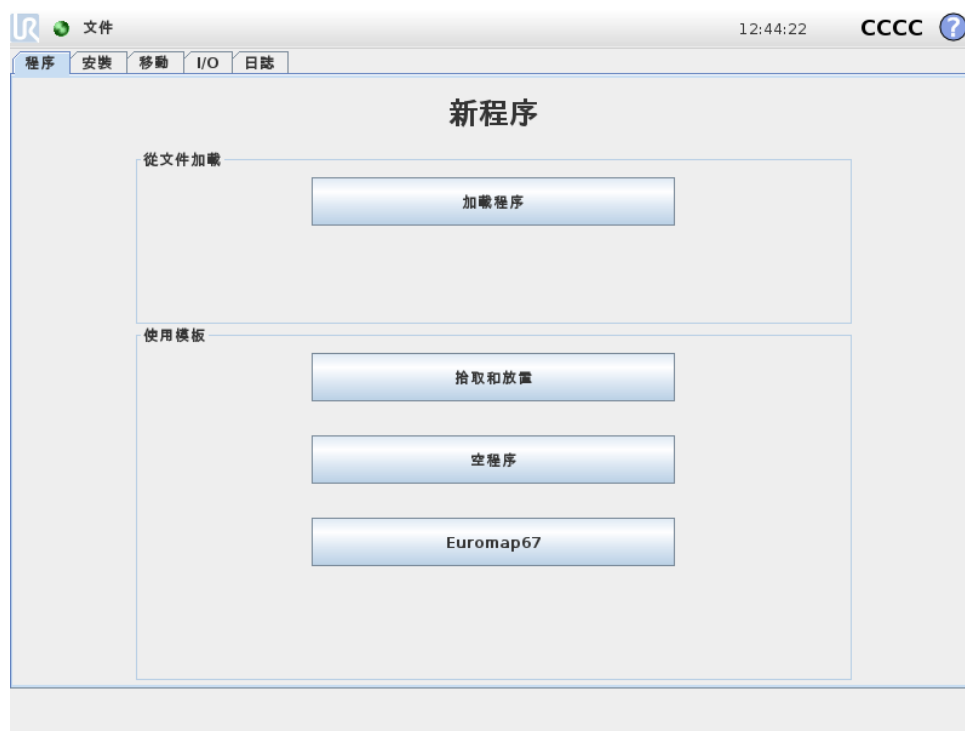 UR 文件 12:44:22 CCCC ?
程序 安裝 移動 I/O 日誌
新程序
從文件加載
加載程序
使用模板
拾取和放置
空程序
Euromap67